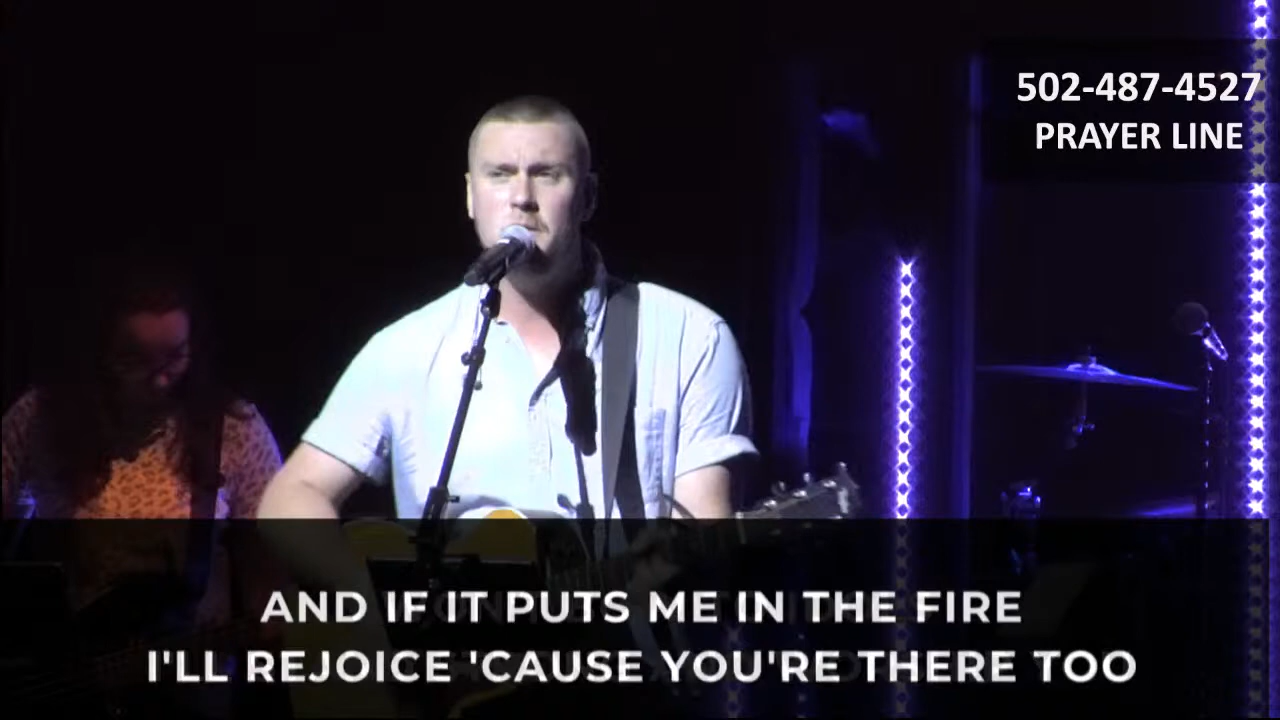 502-487-4527
PRAYER LINE
AND IF IT PUTS ME IN THE FIRE
I'LL REJOICE 'CAUSE YOU'RE THERE TOO